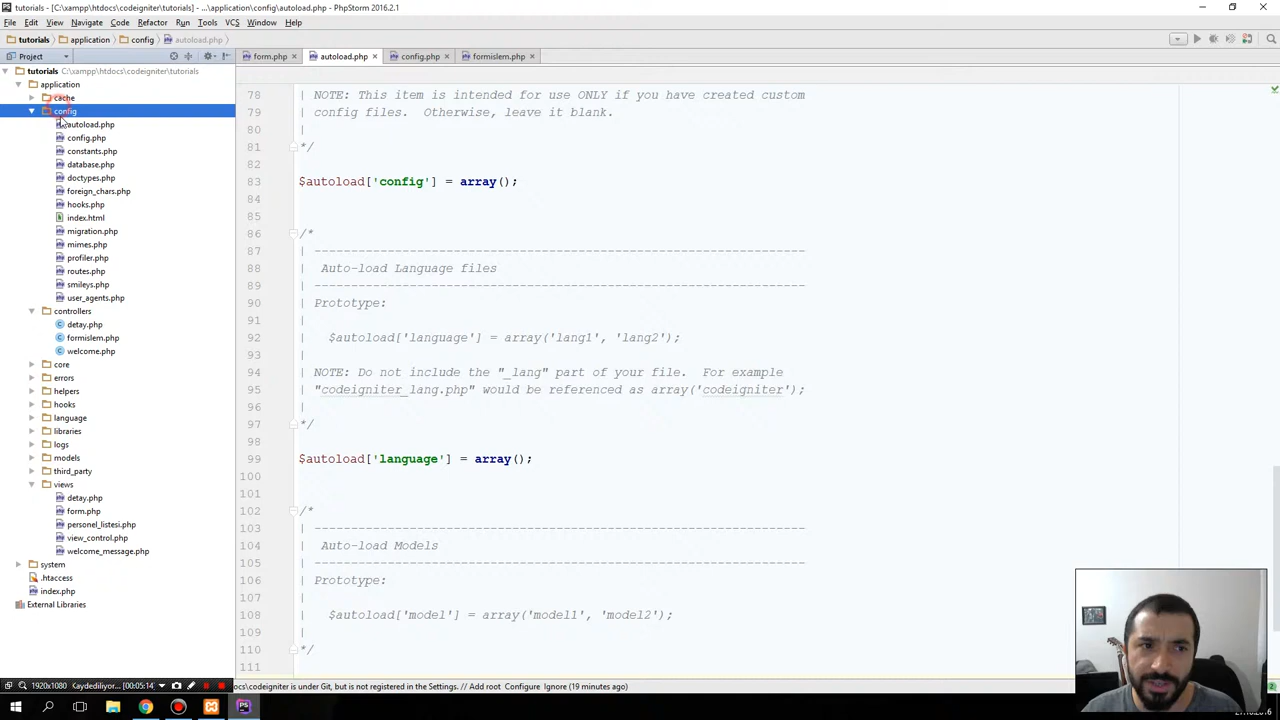 tutorials - [C:\xampp\htdocs\codeigniter\tutorials] - ...\application\config\autoload.php - PhpStorm 2016.2.1
File Edit View Navigate Code Refactor Run Tools VCS Window Help
tutorials application config autoload.php
Project
form.php autoload.php config.php formislem.php
tutorials C:\xampp\htdocs\codeigniter\tutorials
application
cache
config
autoload.php
config.php
constants.php
database.php
doctypes.php
foreign_chars.php
hooks.php
index.html
migration.php
mimes.php
profiler.php
routes.php
smileys.php
user_agents.php
controllers
detay.php
formislem.php
welcome.php
core
errors
helpers
hooks
language
libraries
logs
models
third_party
views
detay.php
form.php
personel_listesi.php
view_control.php
welcome_message.php
system
.htaccess
index.php
External Libraries
78 | NOTE: This item is intended for use ONLY if you have created custom
79 | config files.  Otherwise, leave it blank.
80 |
81 */
82
83 $autoload['config'] = array();
84
85
86 /*
87 | -------------------------------------------------------------------
88 |  Auto-load Language files
89 | -------------------------------------------------------------------
90 | Prototype:
91 |
92 |   $autoload['language'] = array('lang1', 'lang2');
93 |
94 | NOTE: Do not include the "_lang" part of your file.  For example
95 | "codeigniter_lang.php" would be referenced as array('codeigniter');
96 |
97 */
98
99 $autoload['language'] = array();
100
101
102 /*
103 | -------------------------------------------------------------------
104 |  Auto-load Models
105 | -------------------------------------------------------------------
106 | Prototype:
107 |
108 |   $autoload['model'] = array('model1', 'model2');
109 |
110 */
111
1920x1080 Kaydediliyor... 00:05:14
docs\codeigniter is under Git, but is not registered in the Settings. // Add root Configure Ignore (19 minutes ago)